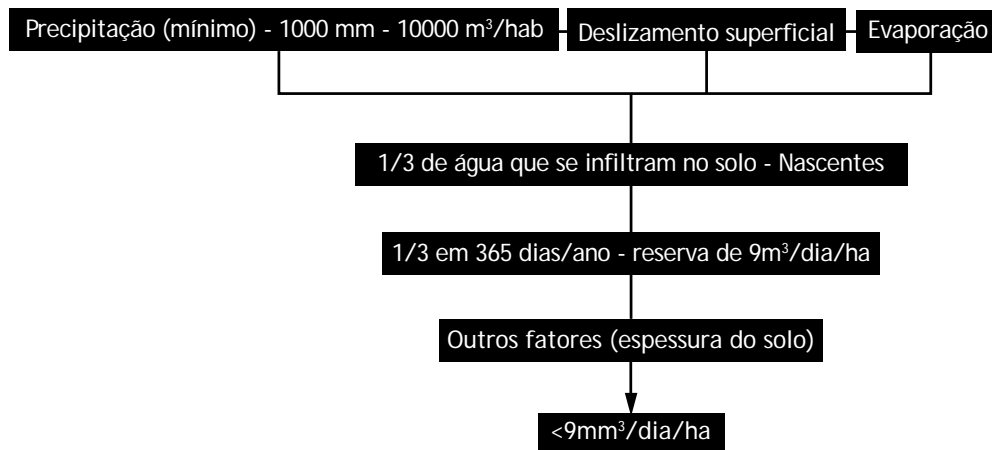 Precipitação (mínimo) - 1000 mm - 10000 m³/hab
Deslizamento superficial
Evaporação
1/3 de água que se infiltram no solo - Nascentes
1/3 em 365 dias/ano - reserva de 9m³/dia/ha
Outros fatores (espessura do solo)
<9mm³/dia/ha